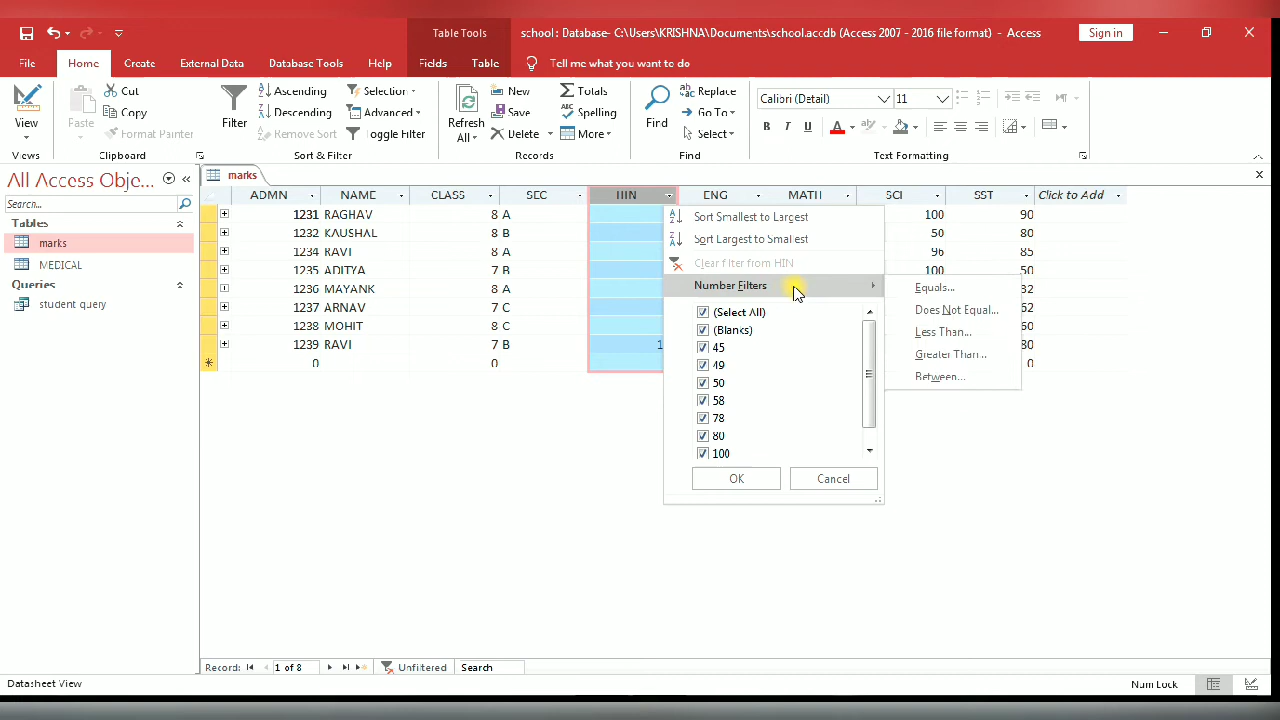 Table Tools
school : Database- C:\Users\KRISHNA\Documents\school.accdb (Access 2007 - 2016 file format) - Access
Sign in
File Home Create External Data Database Tools Help Fields Table Tell me what you want to do
View
Views
Paste
Cut
Copy
Format Painter
Clipboard
Filter
Ascending
Descending
Remove Sort
Selection
Advanced
Toggle Filter
Sort & Filter
Refresh
All
New
Save
Delete
Totals
Spelling
More
Records
Find
Replace
Go To
Select
Find
Calibri (Detail) 11
B I U A
Text Formatting
All Access Obje...
Search...
Tables
marks
MEDICAL
Queries
student query
marks
ADMN NAME CLASS SEC HIN ENG MATH SCI SST Click to Add
1231 RAGHAV 8 A 100 90
1232 KAUSHAL 8 B 50 80
1234 RAVI 8 A 96 85
1235 ADITYA 7 B 100 50
1236 MAYANK 8 A 32
1237 ARNAV 7 C 62
1238 MOHIT 8 C 60
1239 RAVI 7 B 1 80
0 0 0
Sort Smallest to Largest
Sort Largest to Smallest
Clear filter from HIN
Number Filters
(Select All)
(Blanks)
45
49
50
58
78
80
100
OK Cancel
Equals...
Does Not Equal...
Less Than...
Greater Than...
Between...
Record: 1 of 8 Unfiltered Search
Datasheet View Num Lock